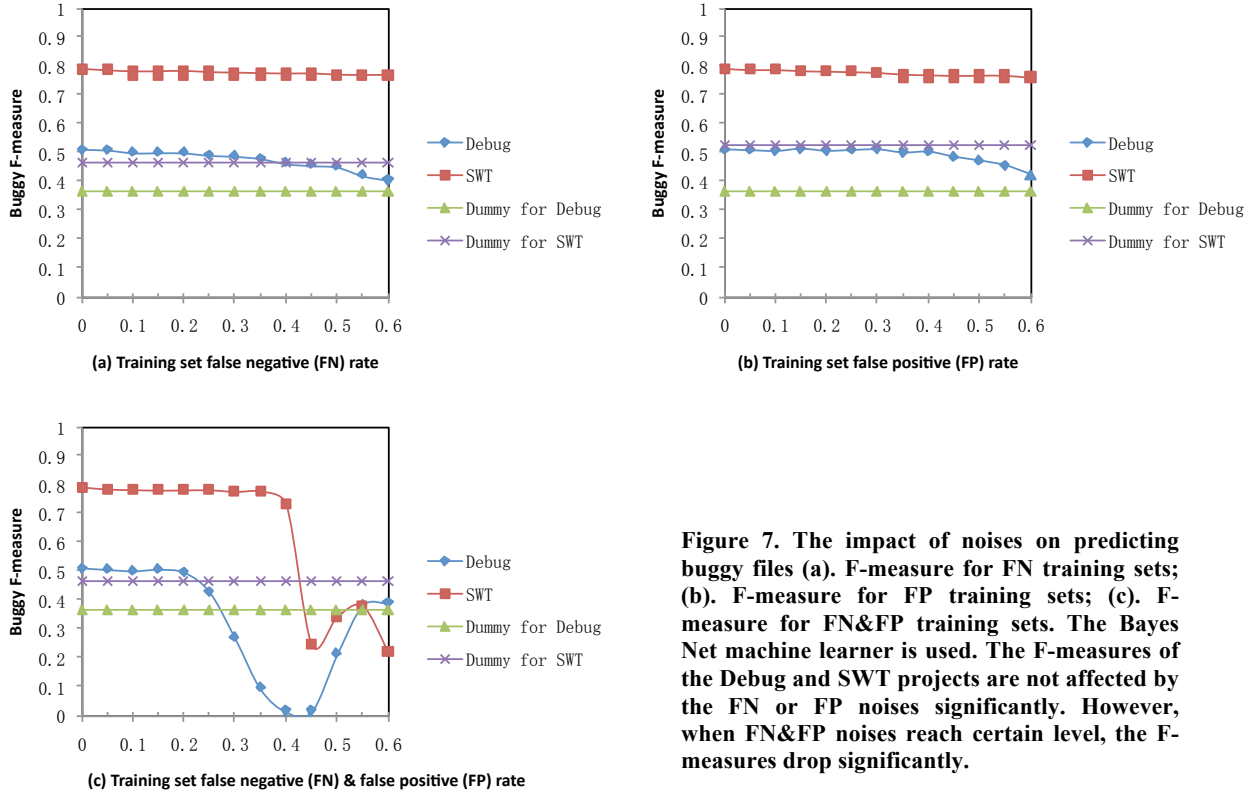 1
0.9
0.8
0.7
0.6
0.5
0.4
0.3
0.2
0.1
0
Buggy F-measure
0 0.1 0.2 0.3 0.4 0.5 0.6
(a) Training set false negative (FN) rate
Debug
SWT
Dummy for Debug
Dummy for SWT
1
0.9
0.8
0.7
0.6
0.5
0.4
0.3
0.2
0.1
0
Buggy F-measure
0 0.1 0.2 0.3 0.4 0.5 0.6
(b) Training set false positive (FP) rate
Debug
SWT
Dummy for Debug
Dummy for SWT
1
0.9
0.8
0.7
0.6
0.5
0.4
0.3
0.2
0.1
0
Buggy F-measure
0 0.1 0.2 0.3 0.4 0.5 0.6
(c) Training set false negative (FN) & false positive (FP) rate
Debug
SWT
Dummy for Debug
Dummy for SWT
Figure 7. The impact of noises on predicting
buggy files (a). F-measure for FN training sets;
(b). F-measure for FP training sets; (c). F-
measure for FN&FP training sets. The Bayes
Net machine learner is used. The F-measures of
the Debug and SWT projects are not affected by
the FN or FP noises significantly. However,
when FN&FP noises reach certain level, the F-
measures drop significantly.